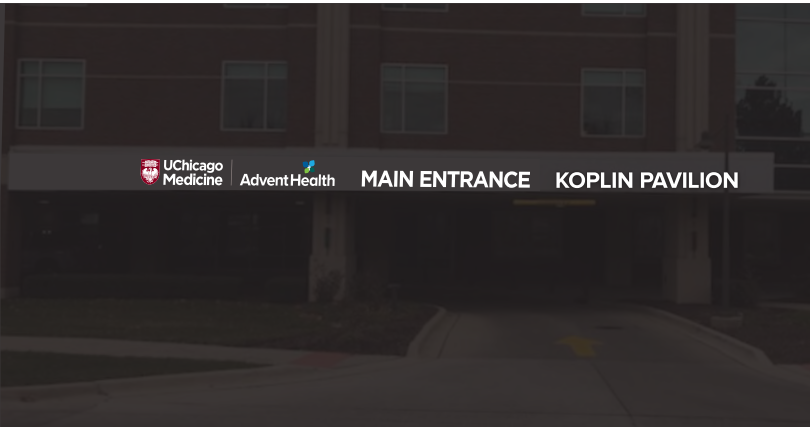 UChicago
Medicine
AdventHealth
MAIN ENTRANCE KOPLIN PAVILION